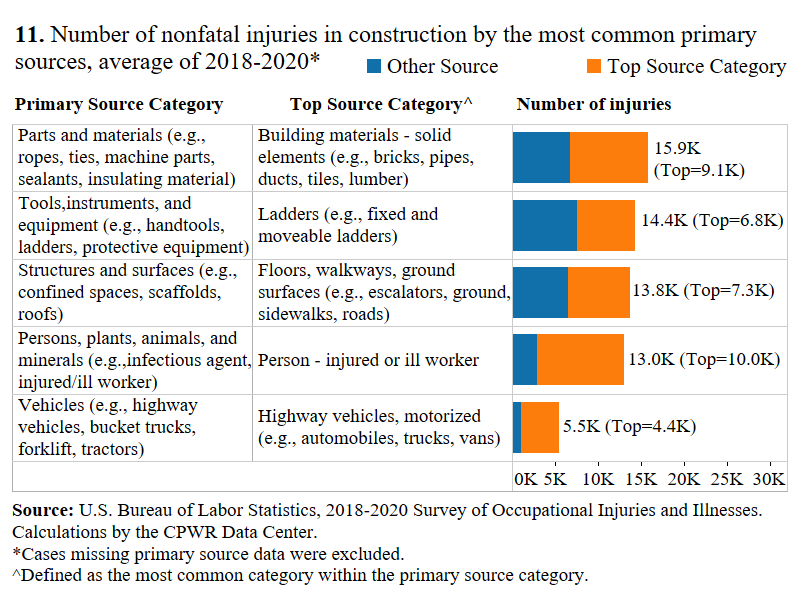 11. Number of nonfatal injuries in construction by the most common primary
sources, average of 2018-2020*
Other Source
Top Source Category
Primary Source Category
Top Source Category^
Number of injuries
Parts and materials (e.g.,
ropes, ties, machine parts,
sealants, insulating material)
Building materials - solid
elements (e.g., bricks, pipes,
ducts, tiles, lumber)
15.9K
(Top=9.1K)
Tools,instruments, and
equipment (e.g., handtools,
ladders, protective equipment)
Ladders (e.g., fixed and
moveable ladders)
14.4K (Top=6.8K)
Structures and surfaces (e.g.,
confined spaces, scaffolds,
roofs)
Floors, walkways, ground
surfaces (e.g., escalators, ground,
sidewalks, roads)
13.8K (Top=7.3K)
Persons, plants, animals, and
minerals (e.g.,infectious agent,
injured/ill worker)
Person - injured or ill worker
13.0K (Top=10.0K)
Vehicles (e.g., highway
vehicles, bucket trucks,
forklift, tractors)
Highway vehicles, motorized
(e.g., automobiles, trucks, vans)
5.5K (Top=4.4K)
0K 5K 10K 15K 20K 25K 30K
Source: U.S. Bureau of Labor Statistics, 2018-2020 Survey of Occupational Injuries and Illnesses.
Calculations by the CPWR Data Center.
*Cases missing primary source data were excluded.
^Defined as the most common category within the primary source category.